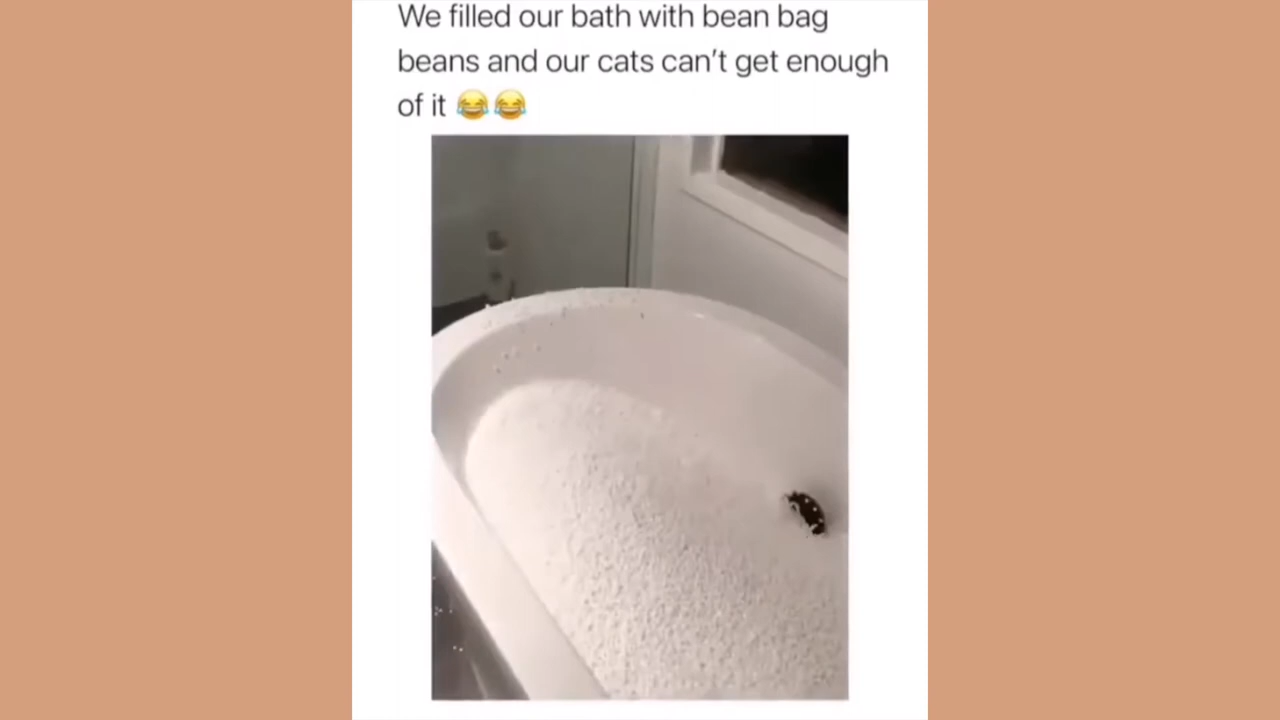 We filled our bath with bean bag
beans and our cats can’t get enough
of it 😂😂